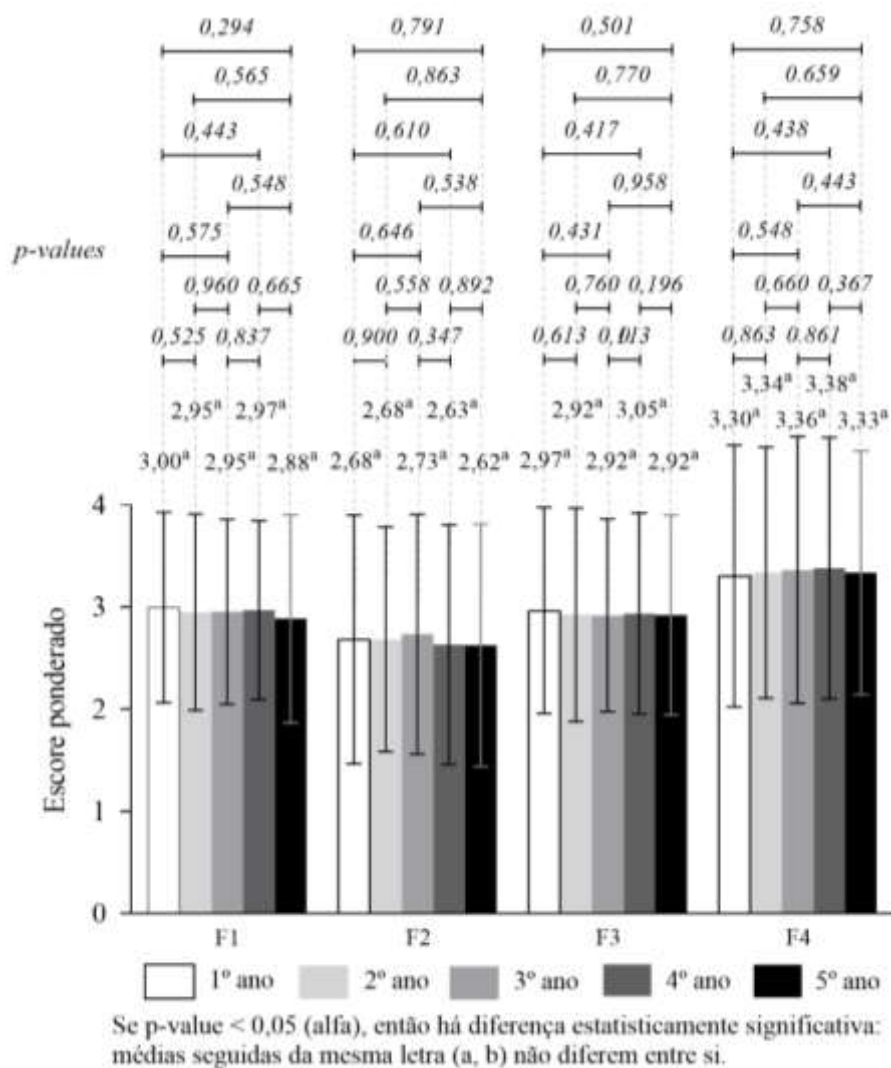 0,294 0,791 0,501 0,758
0,565 0,863 0,770 0.659
0,443 0,610 0,417 0,438
0,548 0,538 0,958 0,443
0,575 0,646 0,431 0,548
p-values
0,960 0,665 0,558 0,892 0,760 0,196 0,660 0,367
0,525 0,837 0,900 0,347 0,613 0,863 0.861
3,34ª 3,38ª
2,95ª 2,97ª 2,68ª 2,63ª 2,92ª 3,05ª 3,30ª 3,36ª 3,33ª
3,00ª 2,95ª 2,88ª 2,68ª 2,73ª 2,62ª 2,97ª 2,92ª 2,92ª
Escore ponderado
4
3
2
1
0
F1 F2 F3 F4
1º ano 2º ano 3º ano 4º ano 5º ano
Se p-value < 0,05 (alfa), então há diferença estatisticamente significativa:
médias seguidas da mesma letra (a, b) não diferem entre si.